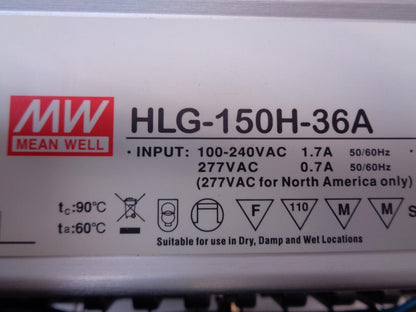 MW
MEAN WELL
HLG-150H-36A
· INPUT: 100-240VAC 1.7A 50/60Hz
277VAC 0.7A 50/60Hz
(277VAC for North America only)
tc:90°C
ta:60°C
F 110 M M S
Suitable for use in Dry, Damp and Wet Locations